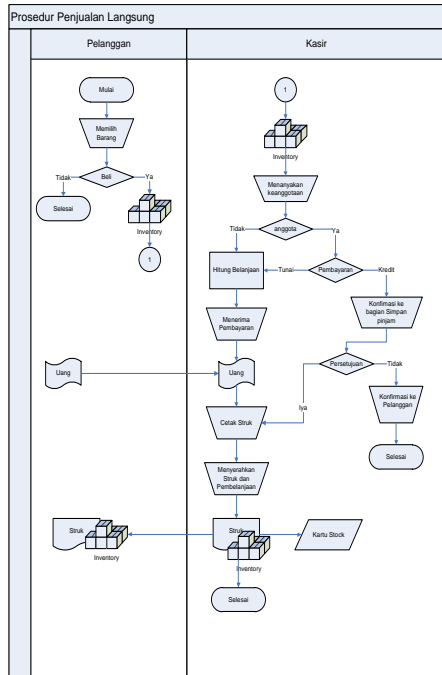 Prosedur Penjualan Langsung
Pelanggan
Kasir
Mulai
Memilih
Barang
Tidak
Beli
Ya
Selesai
Inventory
1
1
Inventory
Menanyakan
keanggotaan
Tidak
anggota
Ya
Hitung Belanjaan
Tunai
Pembayaran
Kredit
Menerima
Pembayaran
Konfimasi ke
bagian Simpan
pinjam
Uang
Uang
Persetujuan
Tidak
Iya
Konfirmasi ke
Pelanggan
Cetak Struk
Selesai
Menyerahkan
Struk dan
Pembelanjaan
Struk
Inventory
Struk
Inventory
Kartu Stock
Selesai